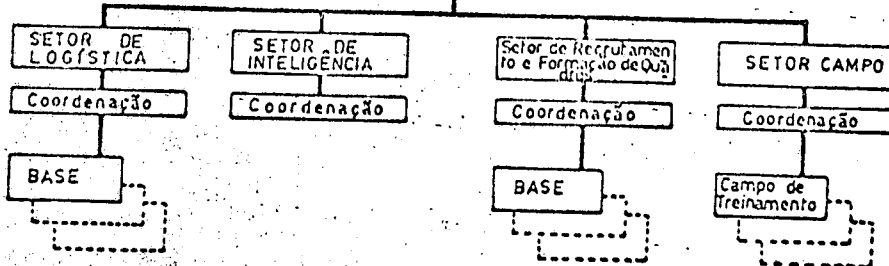 SETOR DE
LOGÍSTICA
SETOR DE
INTELIGÊNCIA
Setor de Recrutamen
to e Formação de Qua
dros
SETOR CAMPO
Coordenação
Coordenação
Coordenação
Coordenação
BASE
BASE
Campo de
Treinamento